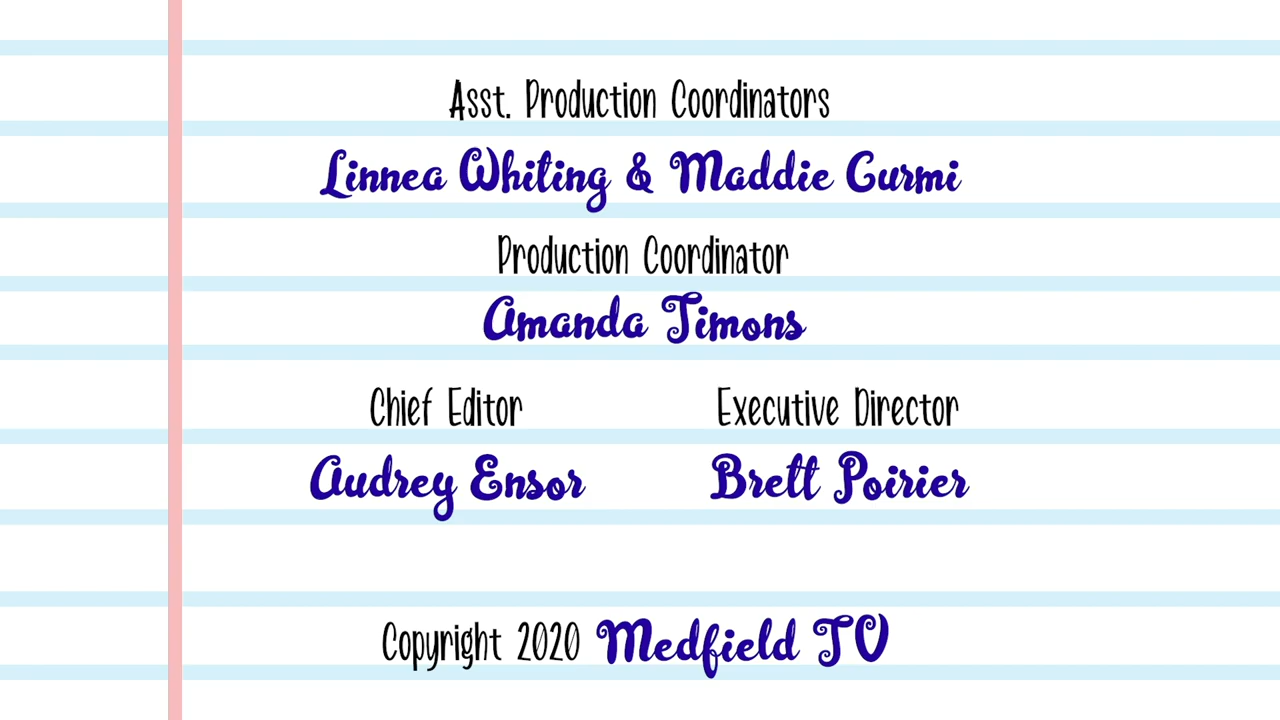 Asst. Production Coordinators
Linnea Whiting & Maddie Gurmi
Production Coordinator
Amanda Timons
Chief Editor
Audrey Ensor
Executive Director
Brett Poirier
Copyright 2020 Medfield TV